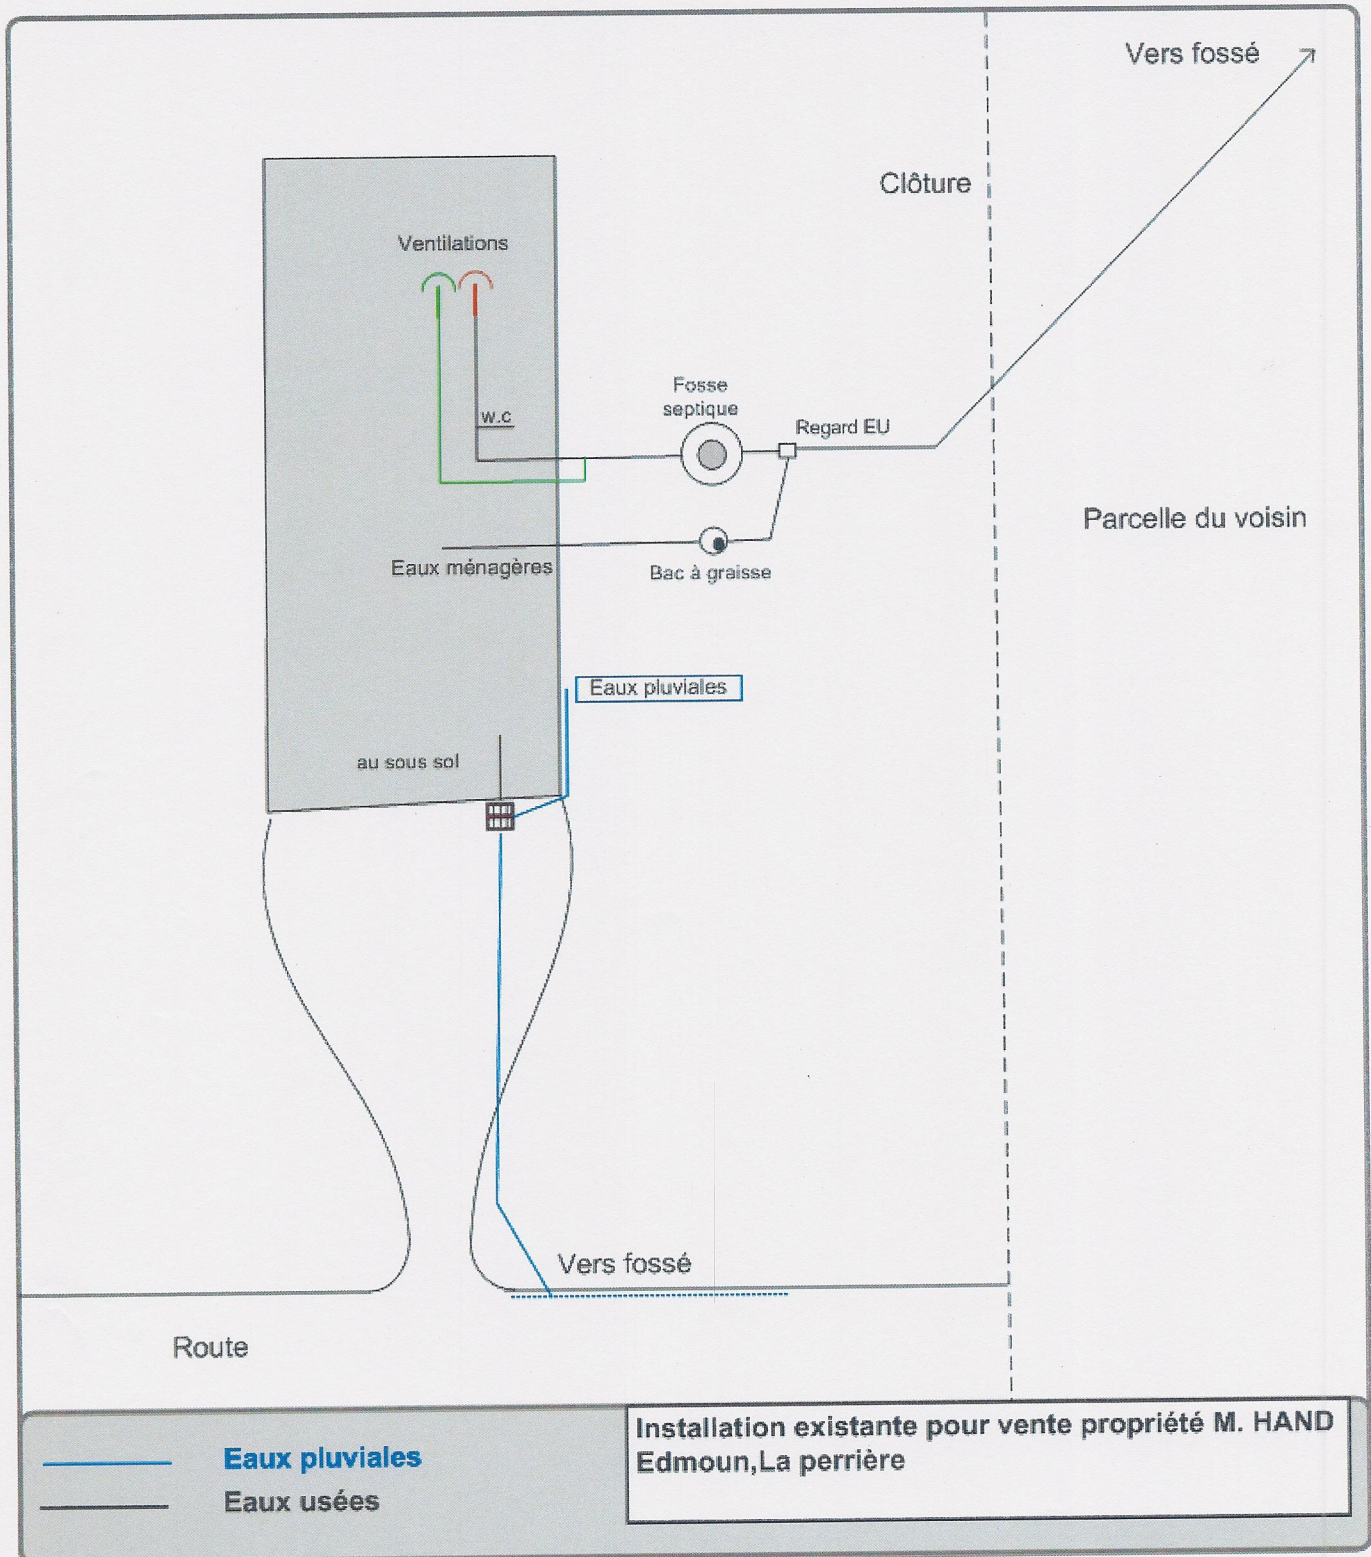 Vers fossé
Clôture
Ventilations
w.c
Fosse
septique
Regard EU
Parcelle du voisin
Eaux ménagères
Bac à graisse
Eaux pluviales
au sous sol
Vers fossé
Route
Eaux pluviales
Eaux usées
Installation existante pour vente propriété M. HAND
Edmoun,La perrière